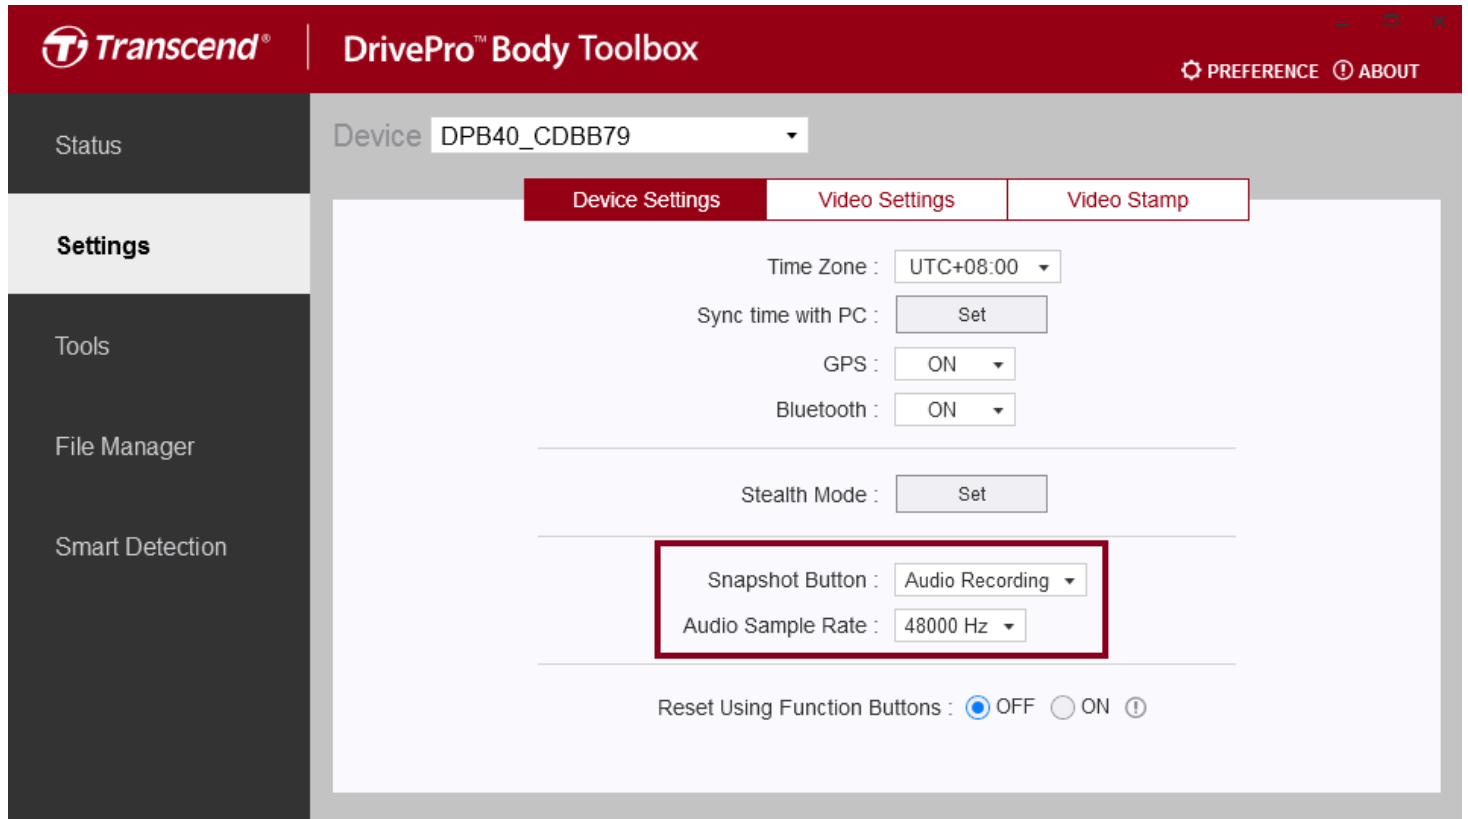 Transcend® DrivePro™ Body Toolbox
PREFERENCE ABOUT
Status
Settings
Tools
File Manager
Smart Detection
Device DPB40_CDBB79
Device Settings Video Settings Video Stamp
Time Zone : UTC+08:00
Sync time with PC : Set
GPS : ON
Bluetooth : ON
Stealth Mode : Set
Snapshot Button : Audio Recording
Audio Sample Rate : 48000 Hz
Reset Using Function Buttons : OFF ON